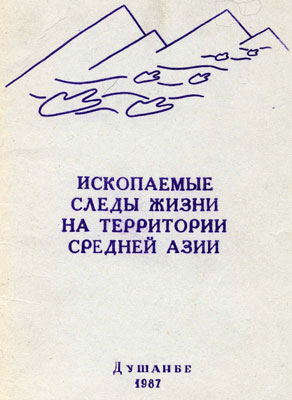 ИСКОПАЕМЫЕ
СЛЕДЫ ЖИЗНИ
НА ТЕРРИТОРИИ
СРЕДНЕЙ АЗИИ
ДУШАНБЕ
1987